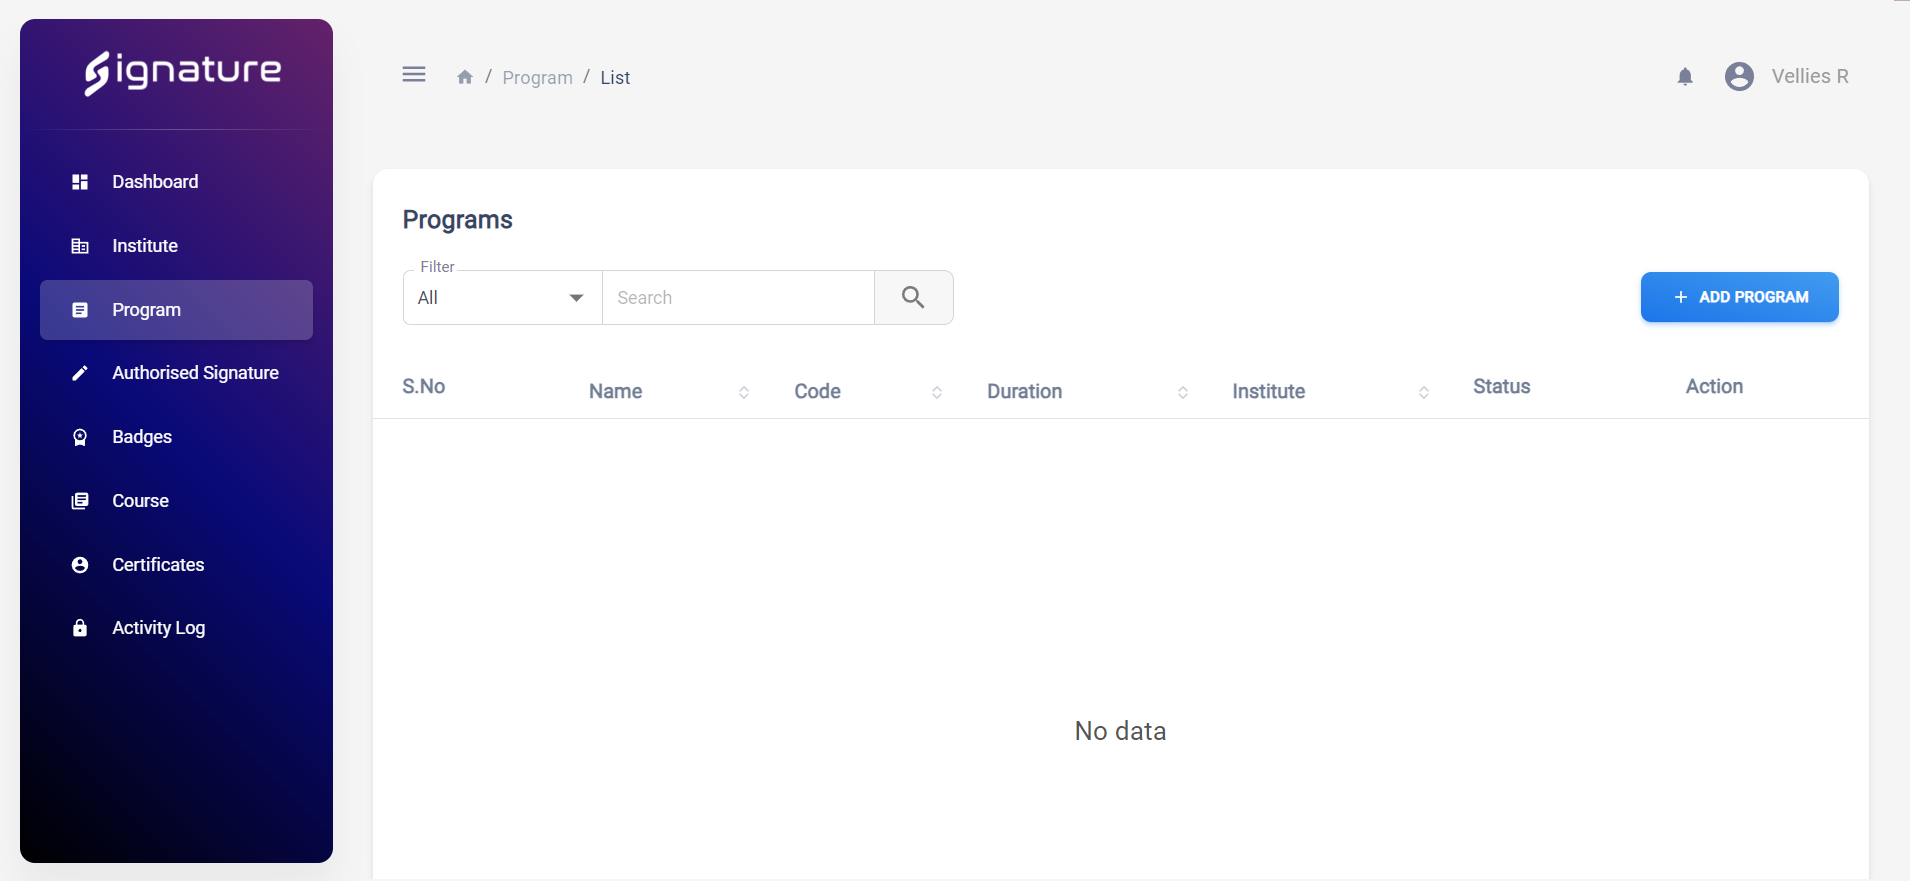 Signature
Dashboard
Institute
Program
Authorised Signature
Badges
Course
Certificates
Activity Log
/ Program / List
Vellies R
Programs
Filter
All
Search
+ ADD PROGRAM
S.No Name Code Duration Institute Status Action
No data